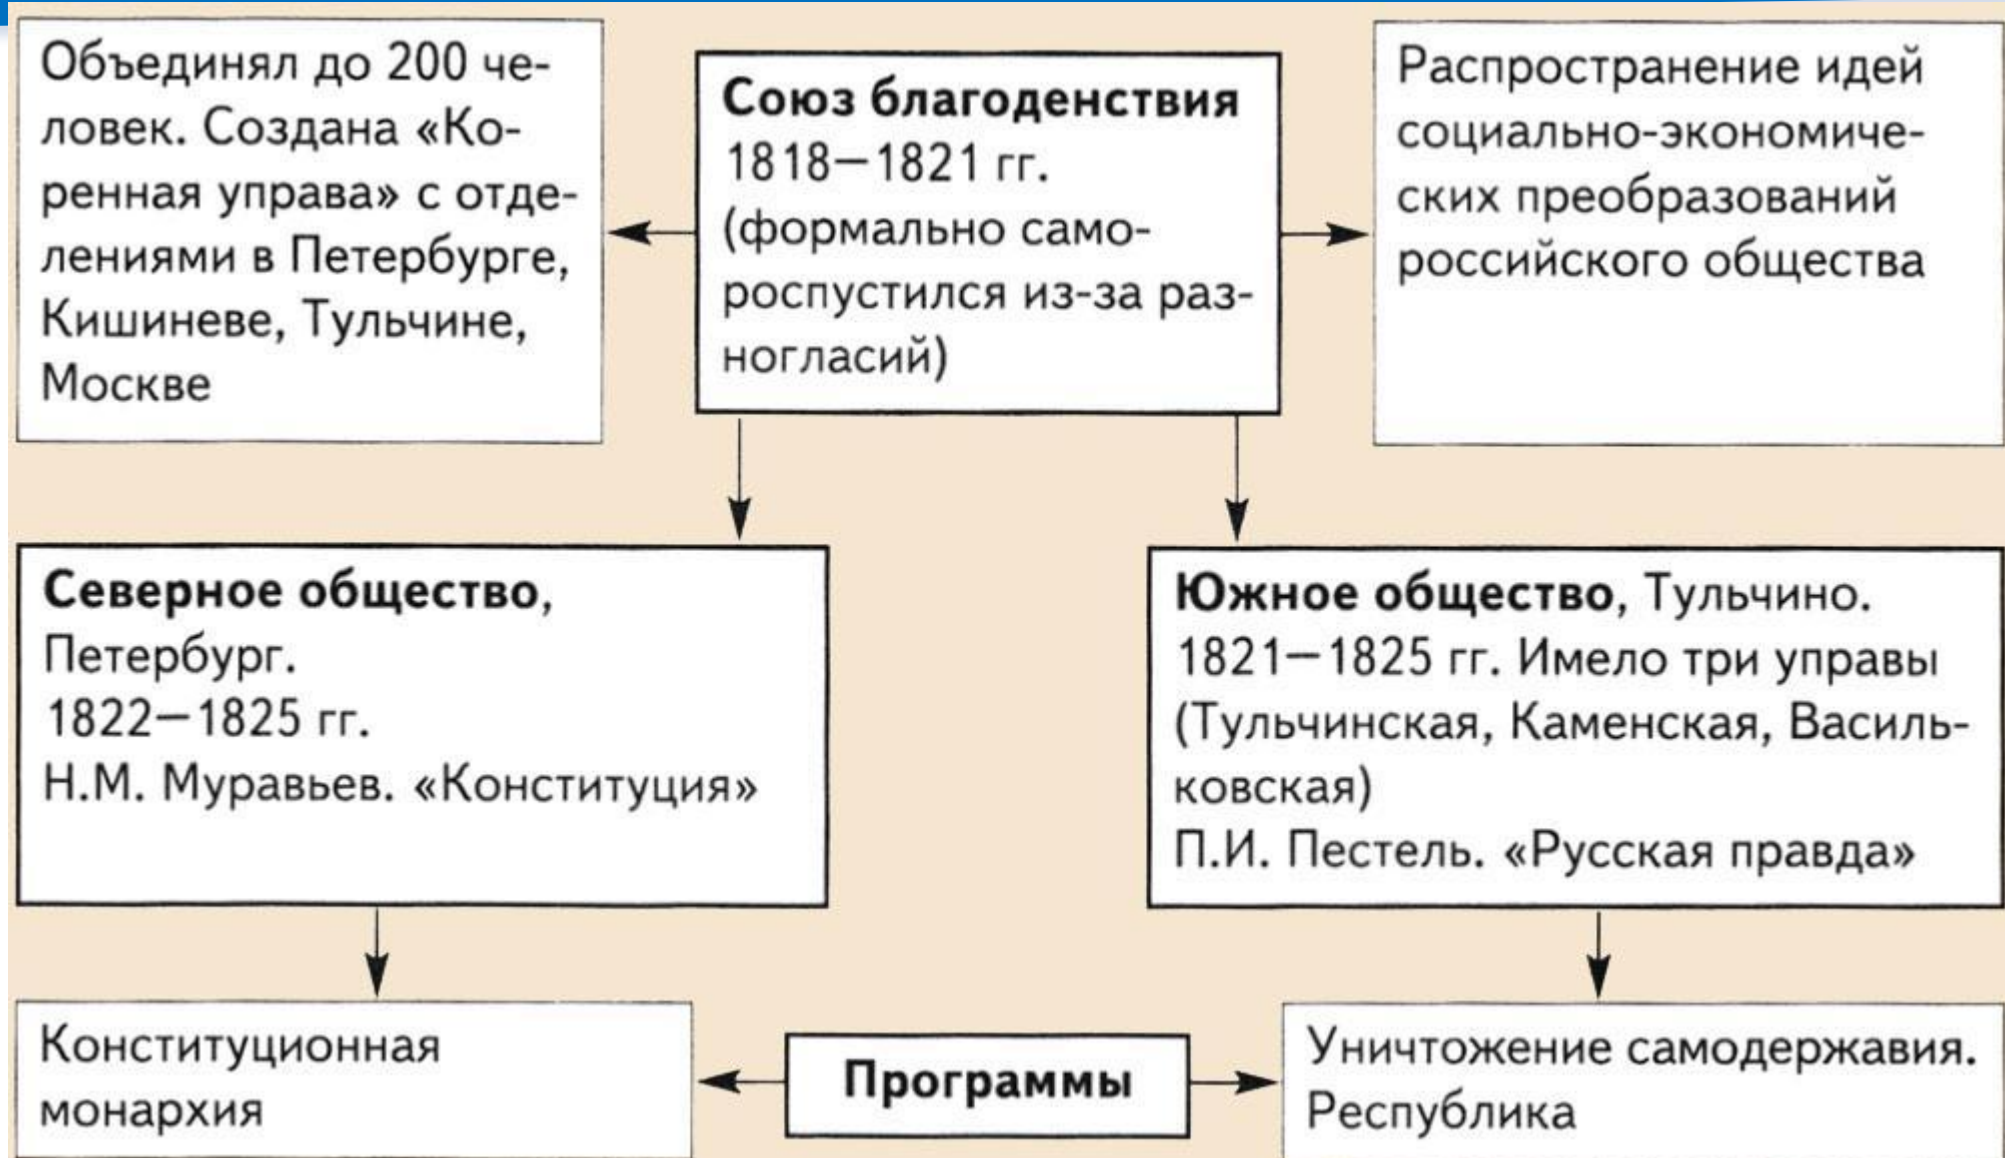 Объединял до 200 че-
ловек. Создана «Ко-
ренная управа» с отде-
лениями в Петербурге,
Кишиневе, Тульчине,
Москве
Союз благоденствия
1818—1821 гг.
(формально само-
роспустился из-за раз-
ногласий)
Распространение идей
социально-экономиче-
ских преобразований
российского общества
Северное общество,
Петербург.
1822—1825 гг.
Н.М. Муравьев. «Конституция»
Южное общество, Тульчино.
1821—1825 гг. Имело три управы
(Тульчинская, Каменская, Василь-
ковская)
П.И. Пестель. «Русская правда»
Конституционная
монархия
Программы
Уничтожение самодержавия.
Республика